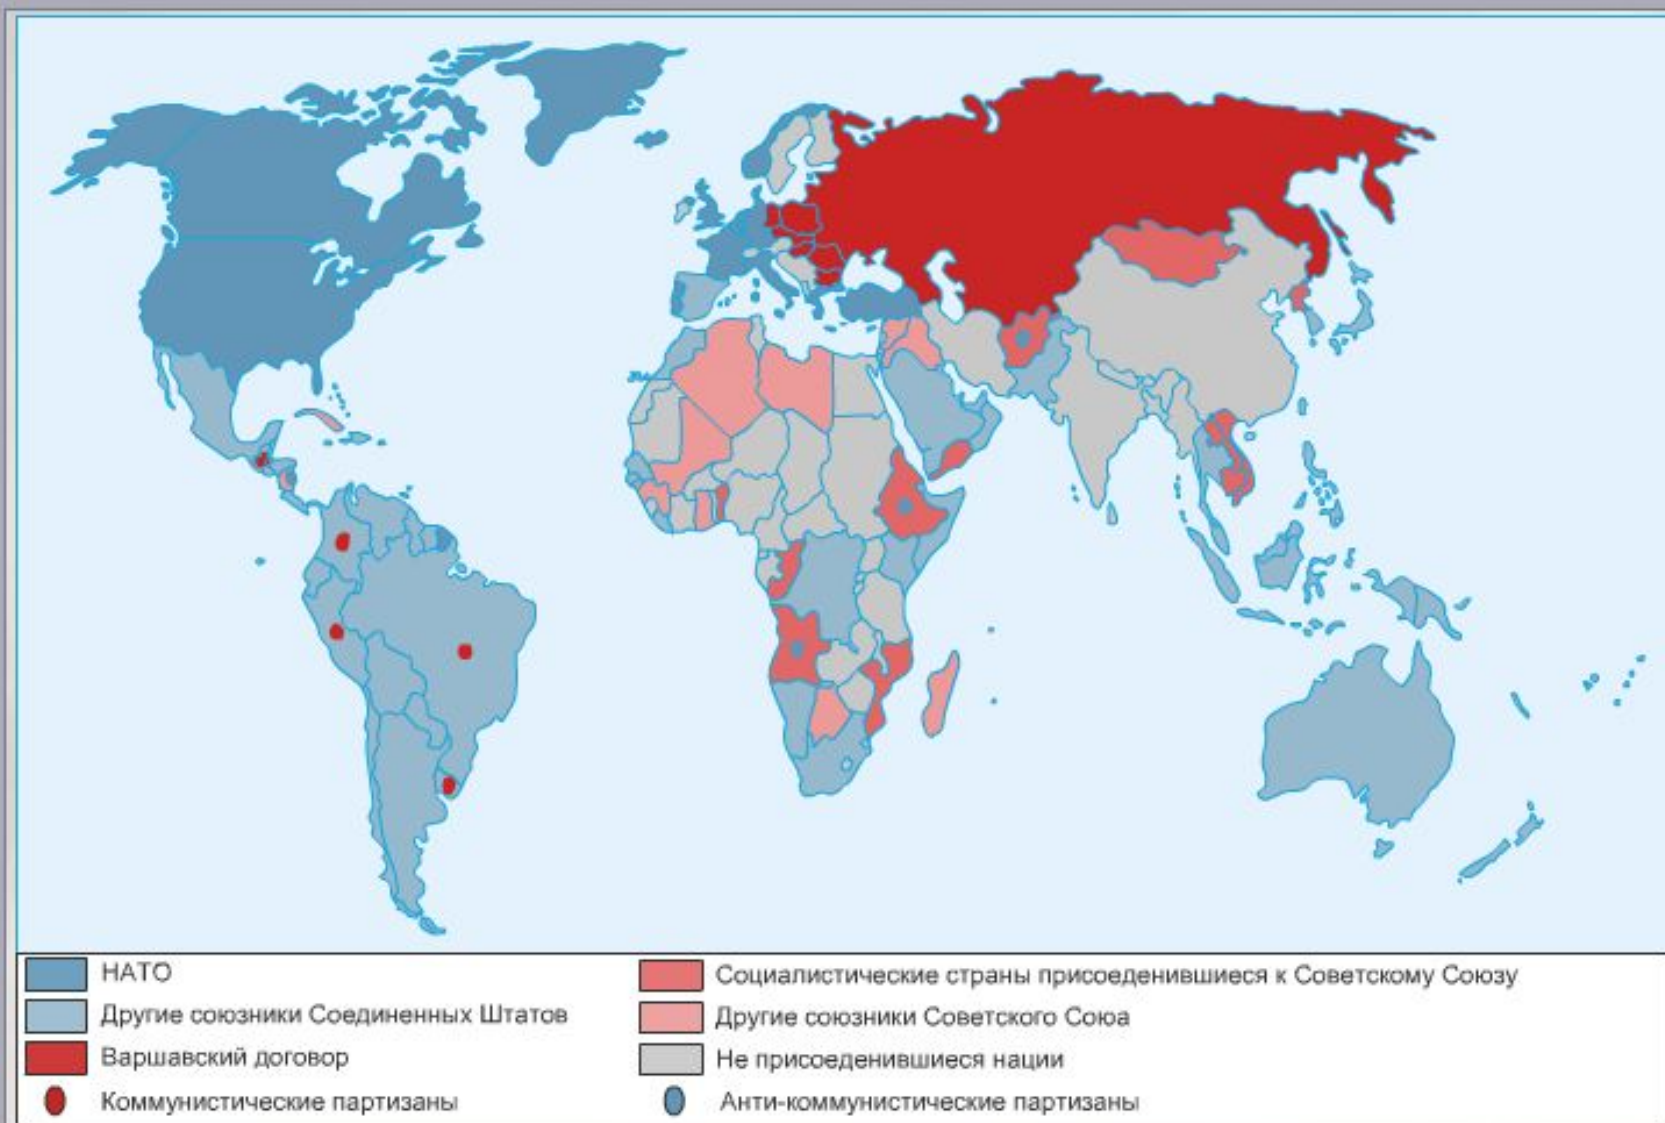 НАТО
Другие союзники Соединенных Штатов
Варшавский договор
Коммунистические партизаны
Социалистические страны присоеденившиеся к Советскому Союзу
Другие союзники Советского Союа
Не присоеденившиеся нации
Анти-коммунистические партизаны